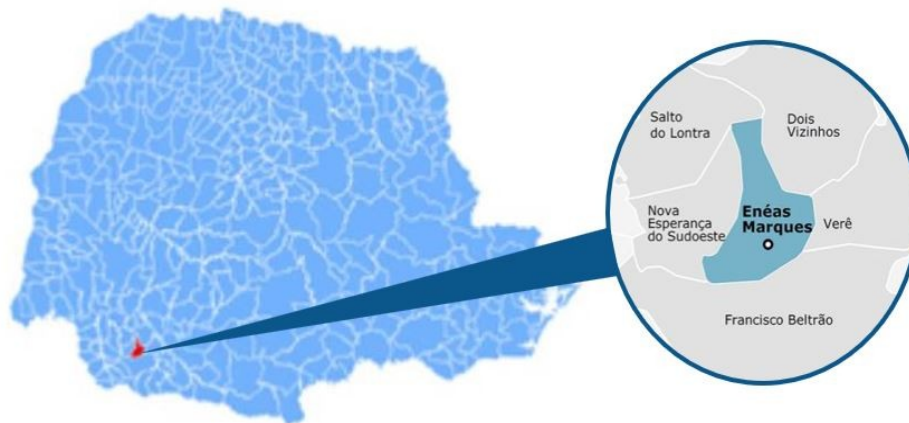 Salto
do Lontra
Dois
Vizinhos
Nova
Esperança
do Sudoeste
Enéas
Marques
Verê
Francisco Beltrão